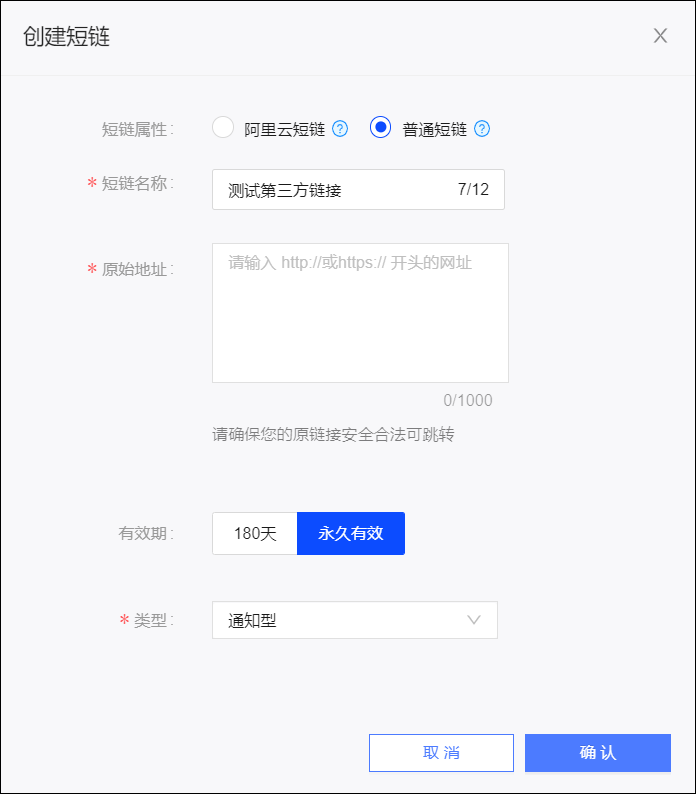 创建短链
短链属性: 阿里云短链 ? 普通短链 ?
* 短链名称: 测试第三方链接 7/12
* 原始地址: 请输入 http://或https:// 开头的网址
0/1000
请确保您的原链接安全合法可跳转
有效期: 180天 永久有效
* 类型: 通知型
取 消 确 认